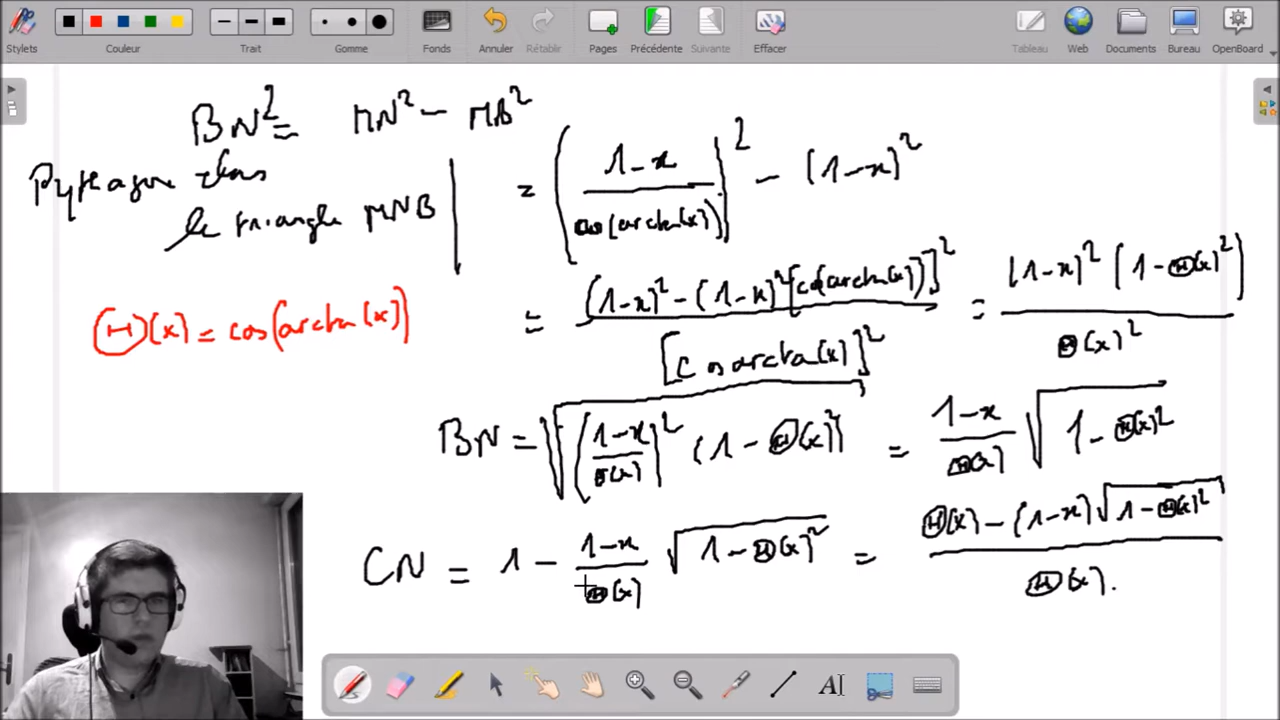 Stylets Couleur Trait Gomme Fonds Annuler Rétablir Pages Précédente Suivante Effacer Tableau Web Documents Bureau OpenBoard
BN² = MN² - MB²
Pythagore dans
le triangle MNB
= ((1-x)/(cos(arctan(x))))² - (1-x)²
= ((1-x)² - (1-x)²[cos(arctan(x))]²)/([cos arctan(x)]²) = ((1-x)²(1-Θ(x)²))/(Θ(x)²)
Θ(x) = cos(arctan(x))
BN = √(((1-x)/(Θ(x)))² (1-Θ(x)²)) = (1-x)/(Θ(x)) √(1-Θ(x)²)
CN = 1 - (1-x)/(Θ(x)) √(1-Θ(x)²) = (Θ(x) - (1-x)√(1-Θ(x)²))/(Θ(x)).